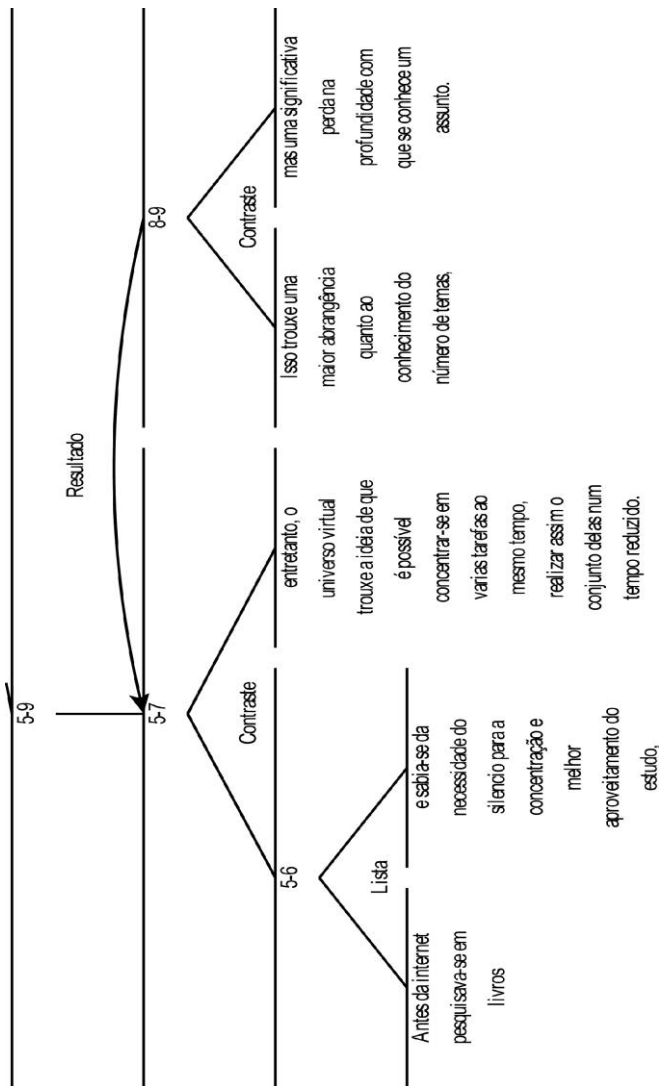 5-9
Resultado
5-7
8-9
Contraste
Contraste
5-6
entretanto, o
universo virtual
trouxe a ideia de que
é possível
concentrar-se em
varias tarefas ao
mesmo tempo,
realizar assim o
conjunto delas num
tempo reduzido.
Isso trouxe uma
maior abrangência
quanto ao
conhecimento do
número de temas,
mas uma significativa
perda na
profundidade com
que se conhece um
assunto.
Lista
Antes da internet
pesquisava-se em
livros
e sabia-se da
necessidade do
silencio para a
concentração e
melhor
aproveitamento do
estudo,